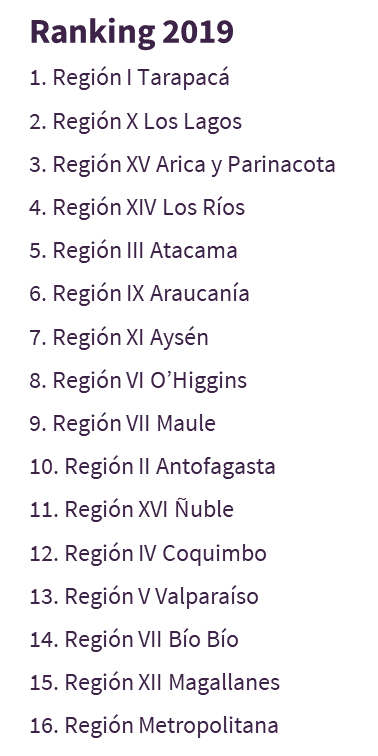 Ranking 2019
1. Región I Tarapacá
2. Región X Los Lagos
3. Región XV Arica y Parinacota
4. Región XIV Los Ríos
5. Región III Atacama
6. Región IX Araucanía
7. Región XI Aysén
8. Región VI O’Higgins
9. Región VII Maule
10. Región II Antofagasta
11. Región XVI Ñuble
12. Región IV Coquimbo
13. Región V Valparaíso
14. Región VII Bío Bío
15. Región XII Magallanes
16. Región Metropolitana